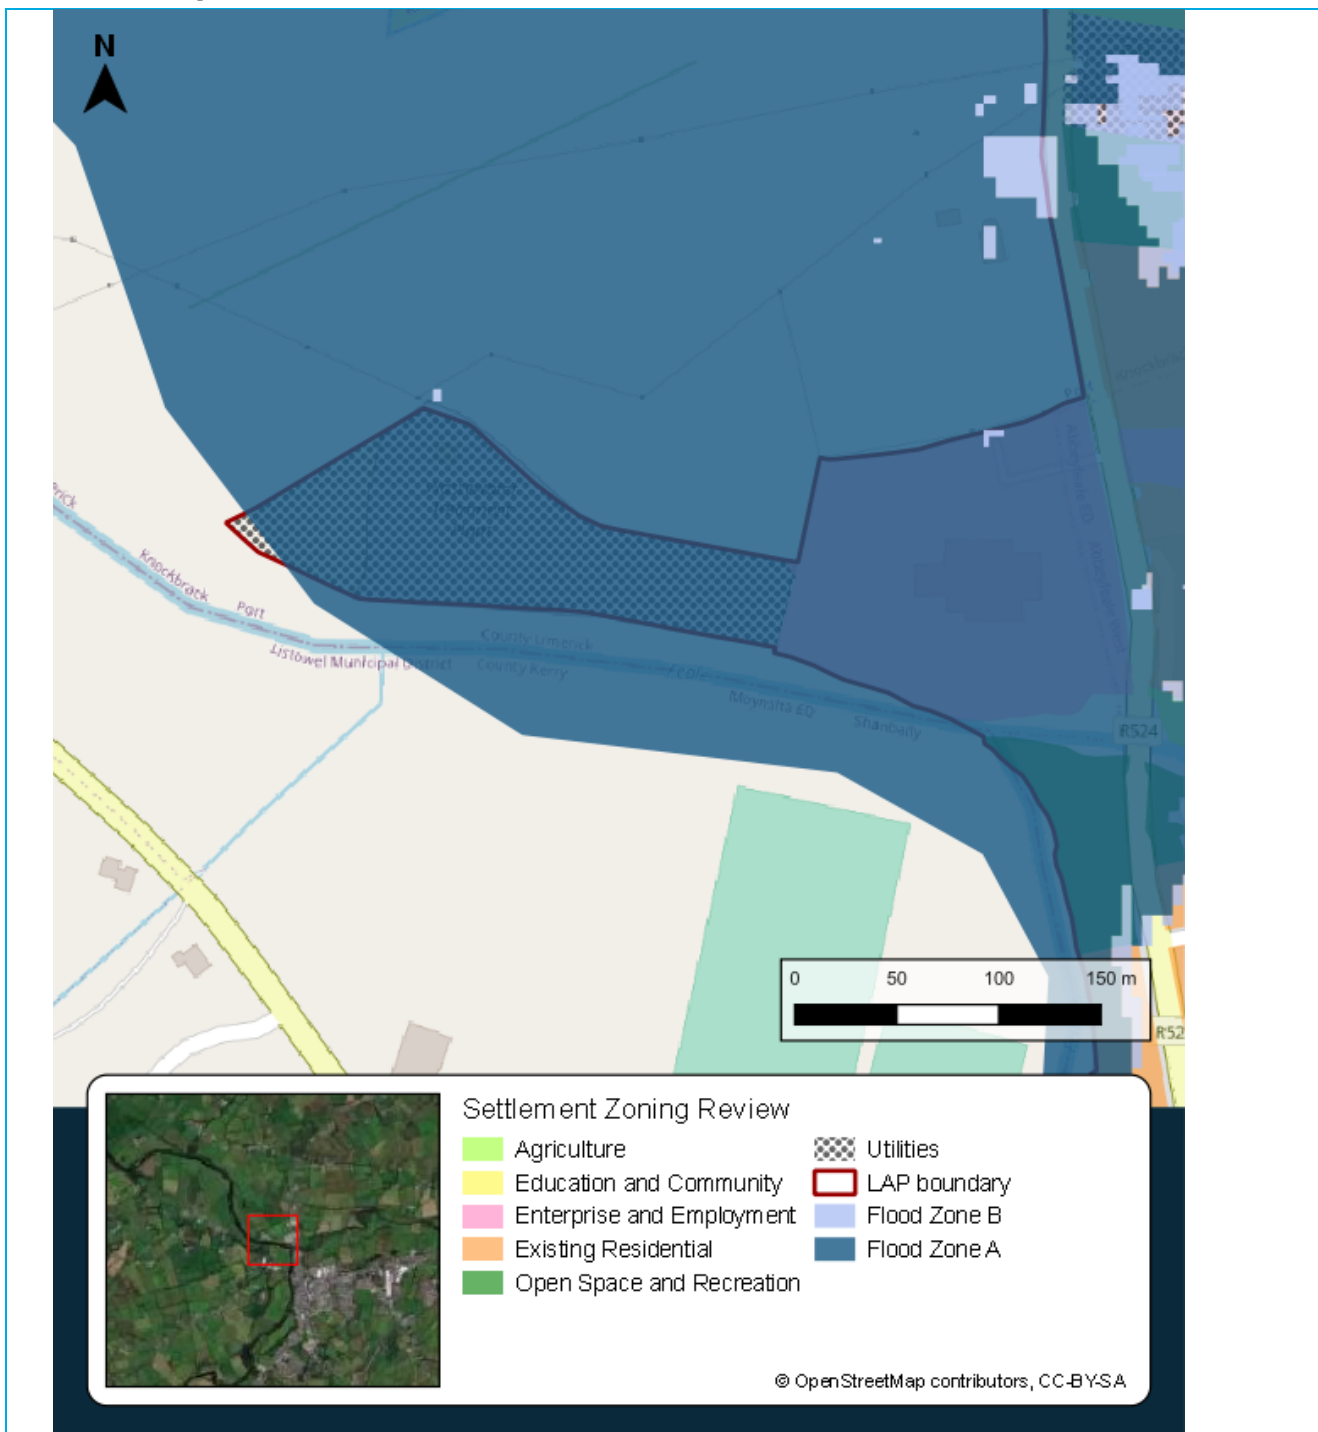 N
Port
Knockbrack
Port
Listowel Municipal District
County Limerick
County Kerry
Feale
Moynsha ED
Shanbally
R524
0 50 100 150 m
R52
Settlement Zoning Review
Agriculture
Education and Community
Enterprise and Employment
Existing Residential
Open Space and Recreation
Utilities
LAP boundary
Flood Zone B
Flood Zone A
© OpenStreetMap contributors, CC-BY-SA